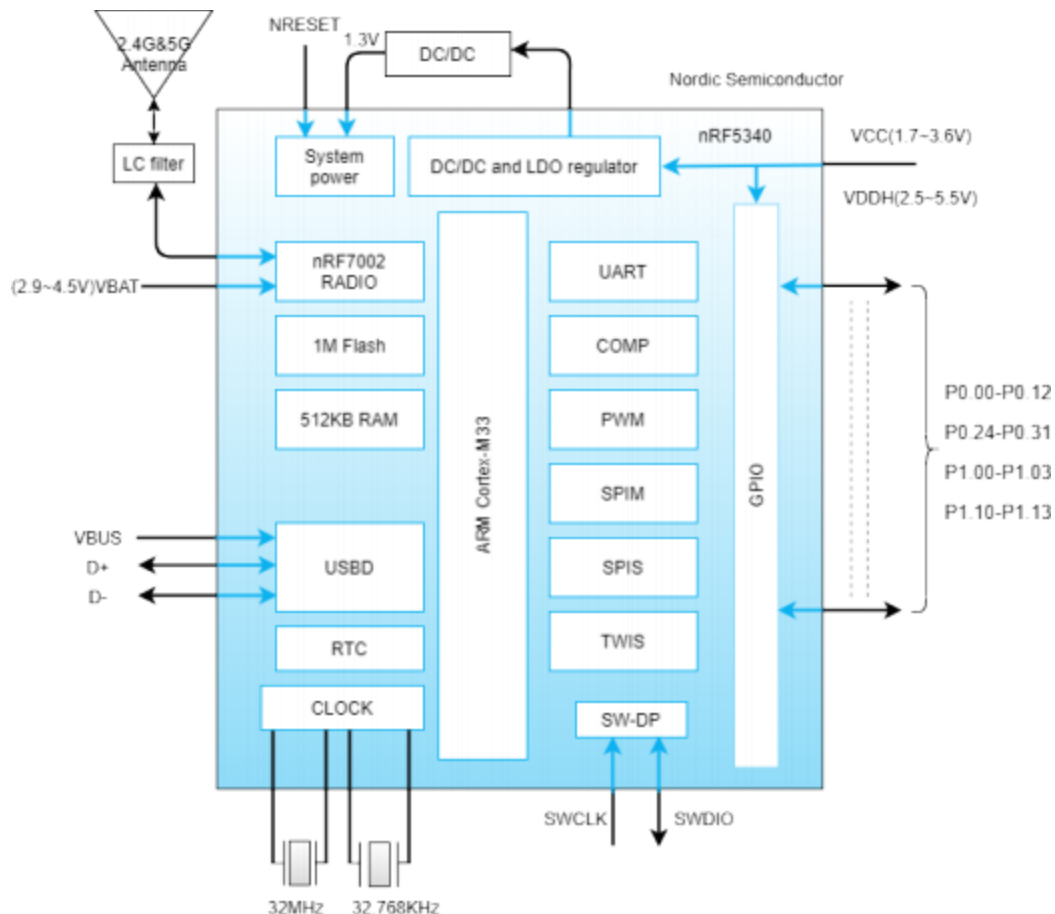 2.4G&5G
Antenna
NRESET
1.3V
DC/DC
Nordic Semiconductor
LC filter
System
power
DC/DC and LDO regulator
nRF5340
VCC(1.7~3.6V)
VDDH(2.5~5.5V)
nRF7002
RADIO
(2.9~4.5V)VBAT
1M Flash
512KB RAM
ARM Cortex-M33
UART
COMP
PWM
SPIM
SPIS
TWIS
GPIO
P0.00-P0.12
P0.24-P0.31
P1.00-P1.03
P1.10-P1.13
VBUS
D+
D-
USBD
RTC
CLOCK
SW-DP
SWCLK
SWDIO
32MHz
32.768KHz